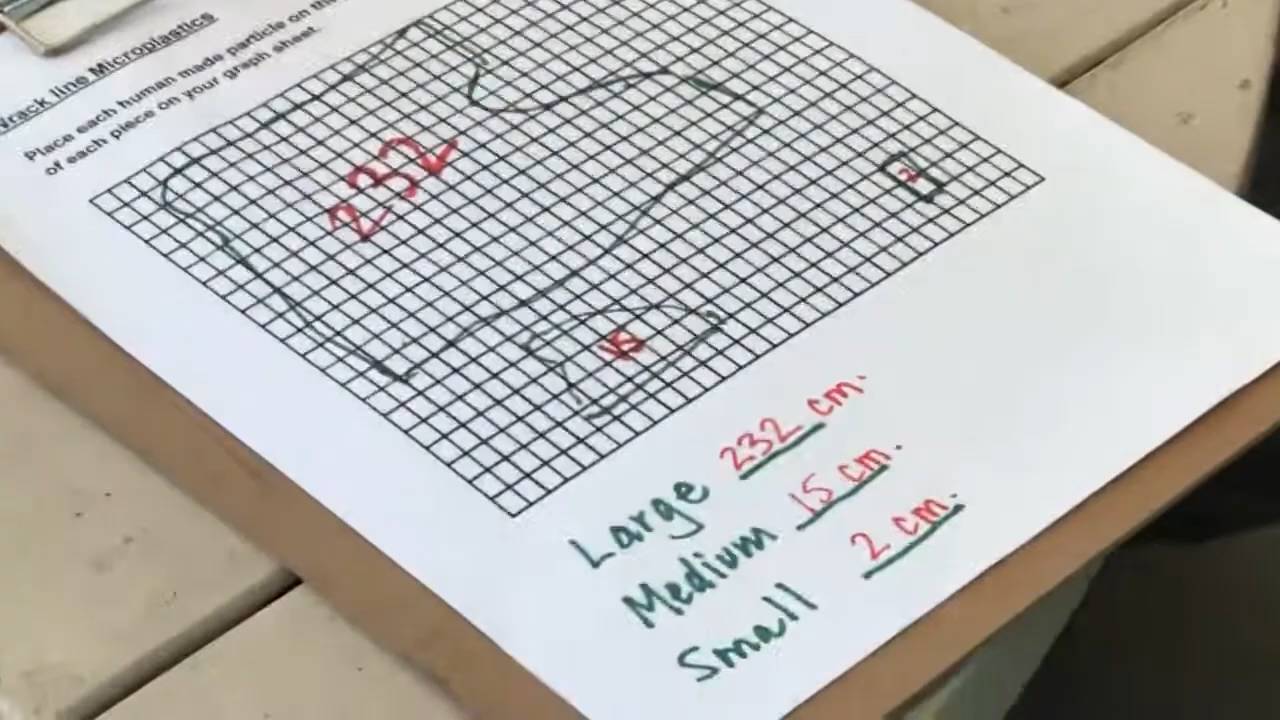 Wrack line Microplastics
Place each human made particle on the
of each piece on your graph sheet.
232
2
15
Large 232 cm.
Medium 15 cm.
Small 2 cm.